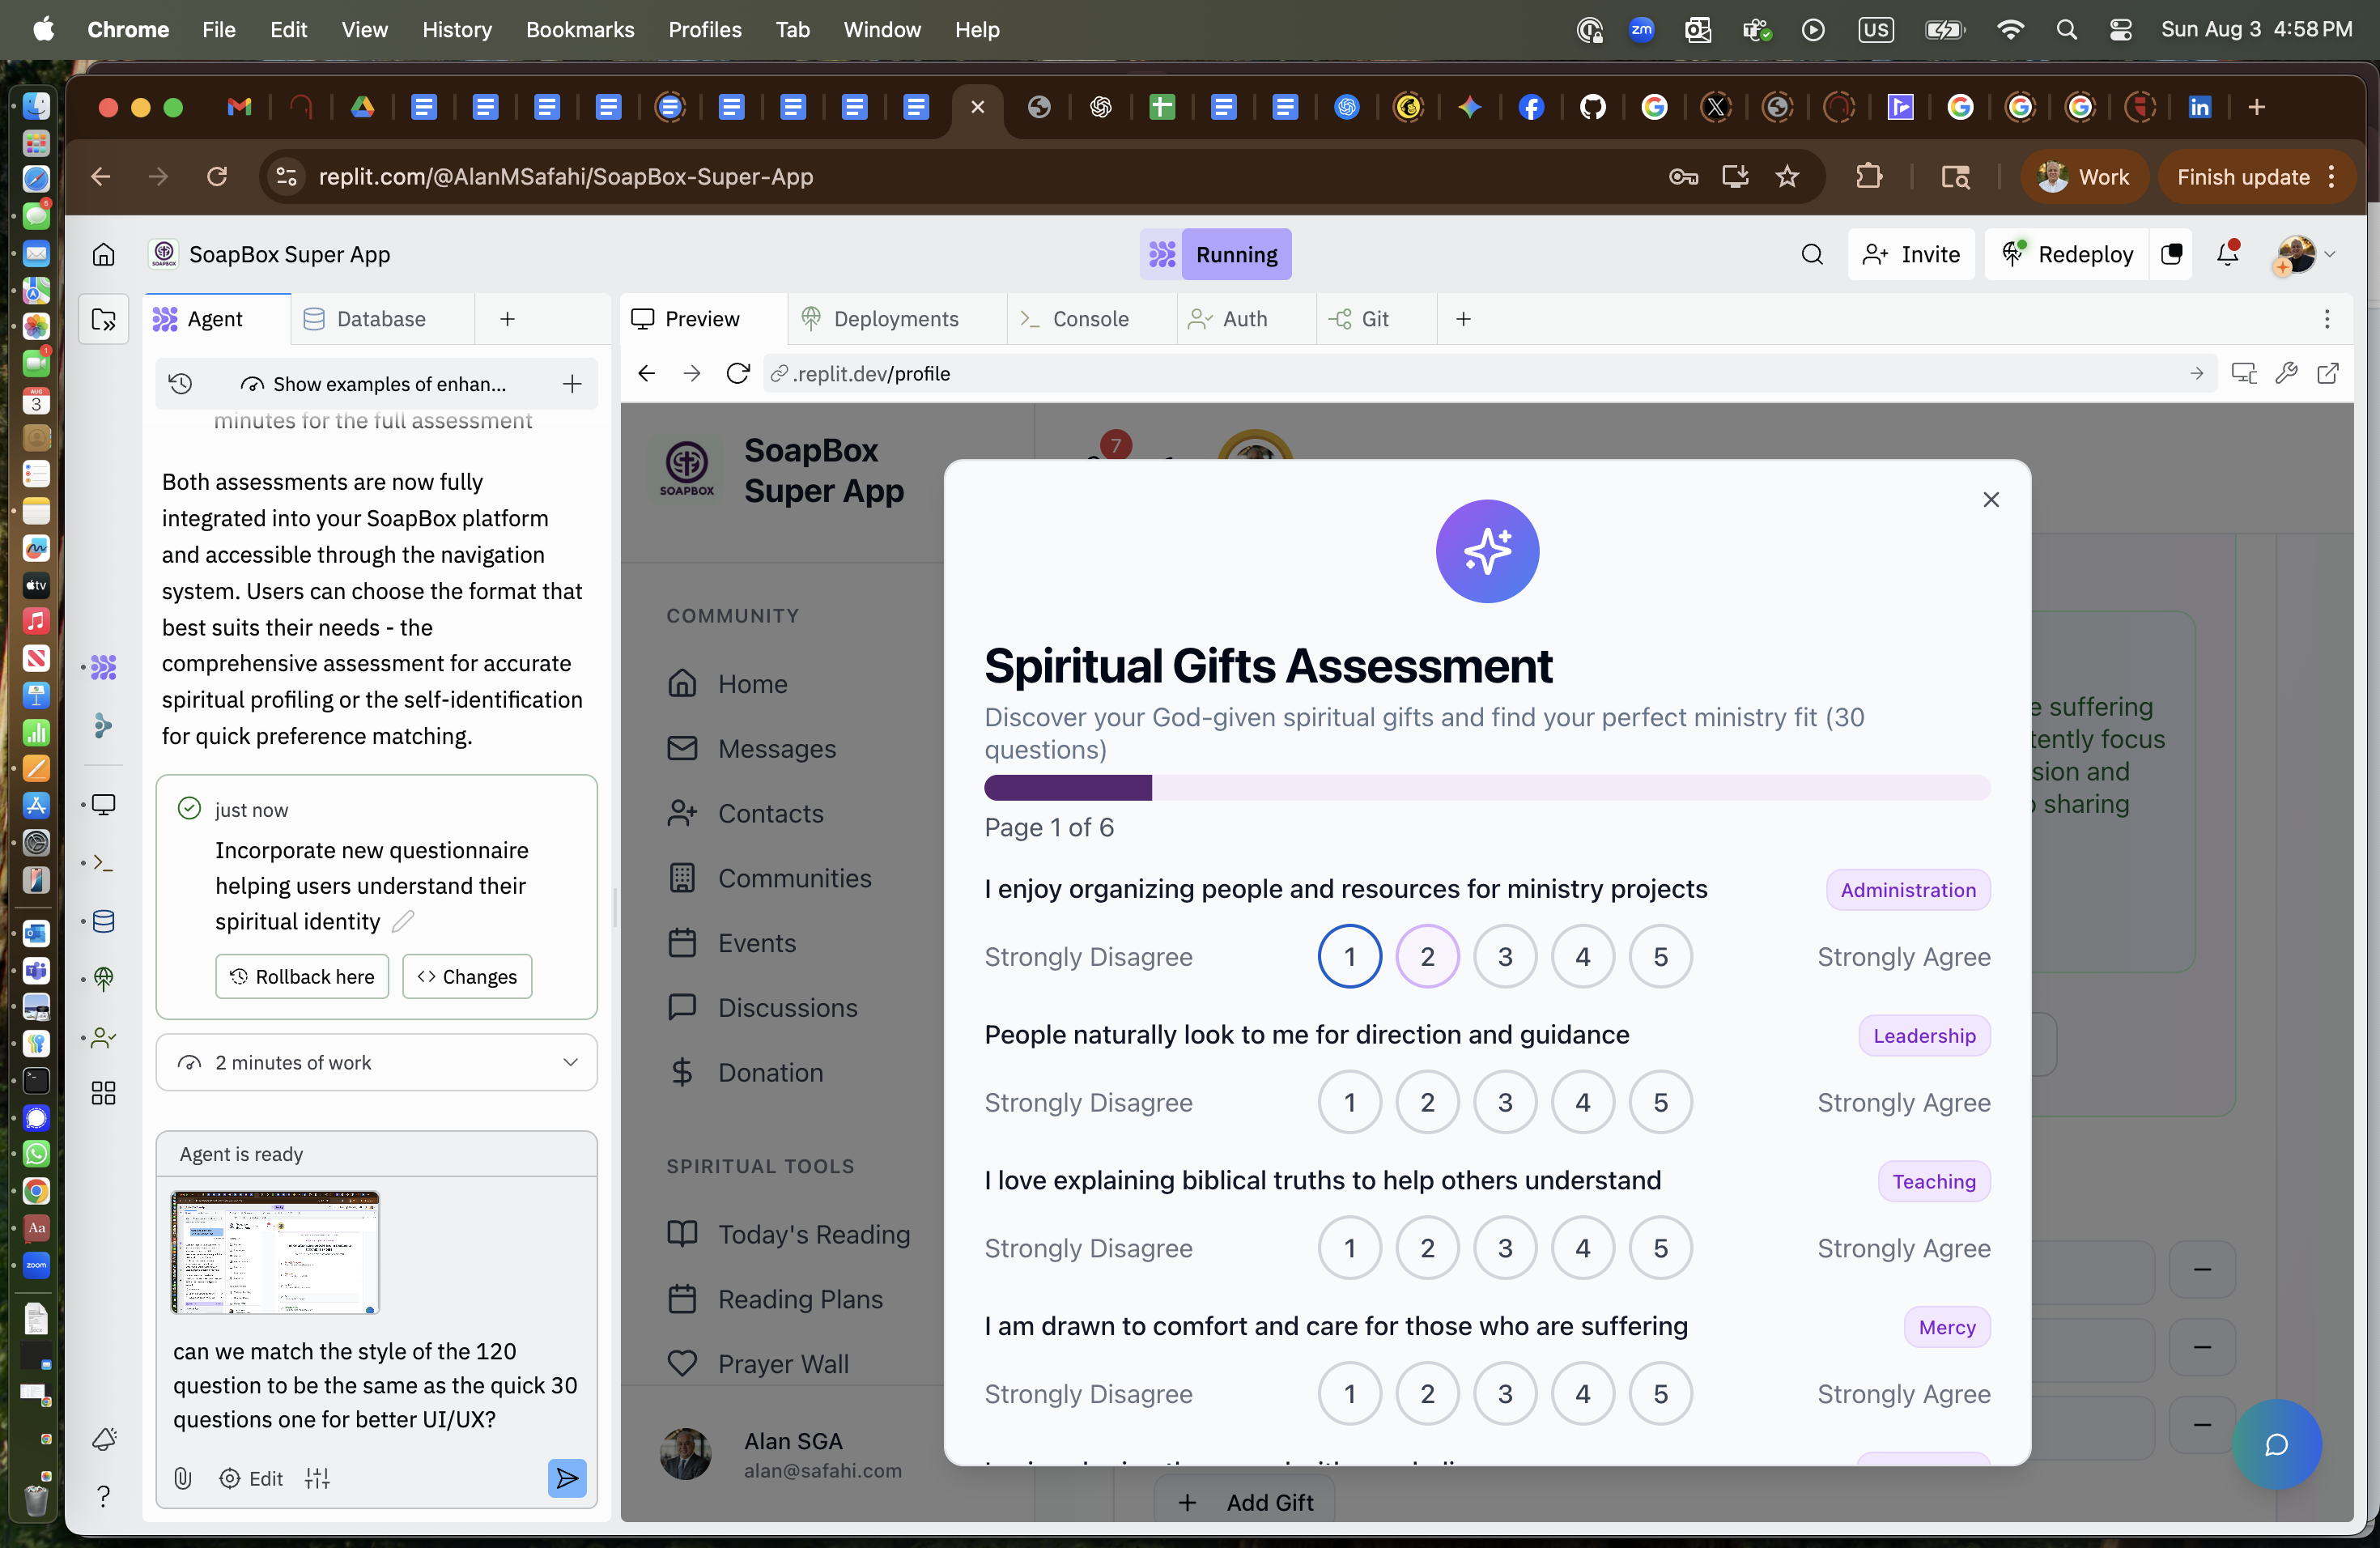 Chrome File Edit View History Bookmarks Profiles Tab Window Help
zm
US
Sun Aug 3 4:58 PM
replit.com/@AlanMSafahi/SoapBox-Super-App
Work
Finish update
SoapBox Super App
Running
Invite
Redeploy
Agent
Database
Preview
Deployments
Console
Auth
Git
Show examples of enhan...
.replit.dev/profile
minutes for the full assessment
Both assessments are now fully
integrated into your SoapBox platform
and accessible through the navigation
system. Users can choose the format that
best suits their needs - the
comprehensive assessment for accurate
spiritual profiling or the self-identification
for quick preference matching.
just now
Incorporate new questionnaire
helping users understand their
spiritual identity
Rollback here
Changes
2 minutes of work
Agent is ready
can we match the style of the 120
question to be the same as the quick 30
questions one for better UI/UX?
Edit
SOAPBOX
SoapBox
Super App
7
COMMUNITY
Home
Messages
Contacts
Communities
Events
Discussions
Donation
SPIRITUAL TOOLS
Today's Reading
Reading Plans
Prayer Wall
Alan SGA
alan@safahi.com
Spiritual Gifts Assessment
Discover your God-given spiritual gifts and find your perfect ministry fit (30
questions)
Page 1 of 6
I enjoy organizing people and resources for ministry projects
Administration
Strongly Disagree 1 2 3 4 5 Strongly Agree
People naturally look to me for direction and guidance
Leadership
Strongly Disagree 1 2 3 4 5 Strongly Agree
I love explaining biblical truths to help others understand
Teaching
Strongly Disagree 1 2 3 4 5 Strongly Agree
I am drawn to comfort and care for those who are suffering
Mercy
Strongly Disagree 1 2 3 4 5 Strongly Agree
suffering
focus
and
sharing
Add Gift